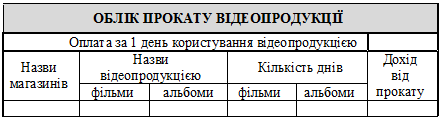 ОБЛІК ПРОКАТУ ВІДЕОПРОДУКЦІЇ
Оплата за 1 день користування відеопродукцією
Назви магазинів
Назви відеопродукцією
Кількість днів
Дохід від прокату
фільми альбоми фільми альбоми